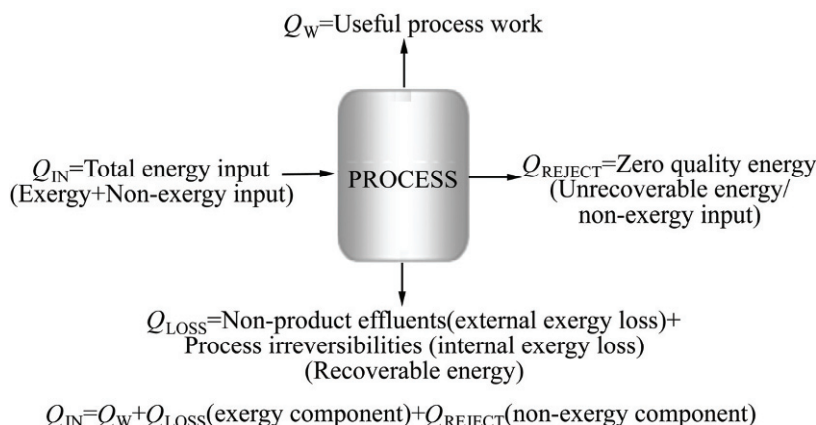 Q_W=Useful process work
Q_IN=Total energy input
(Exergy+Non-exergy input)
PROCESS
Q_REJECT=Zero quality energy
(Unrecoverable energy/
non-exergy input)
Q_LOSS=Non-product effluents(external exergy loss)+
Process irreversibilities (internal exergy loss)
(Recoverable energy)
Q_IN=Q_W+Q_LOSS(exergy component)+Q_REJECT(non-exergy component)